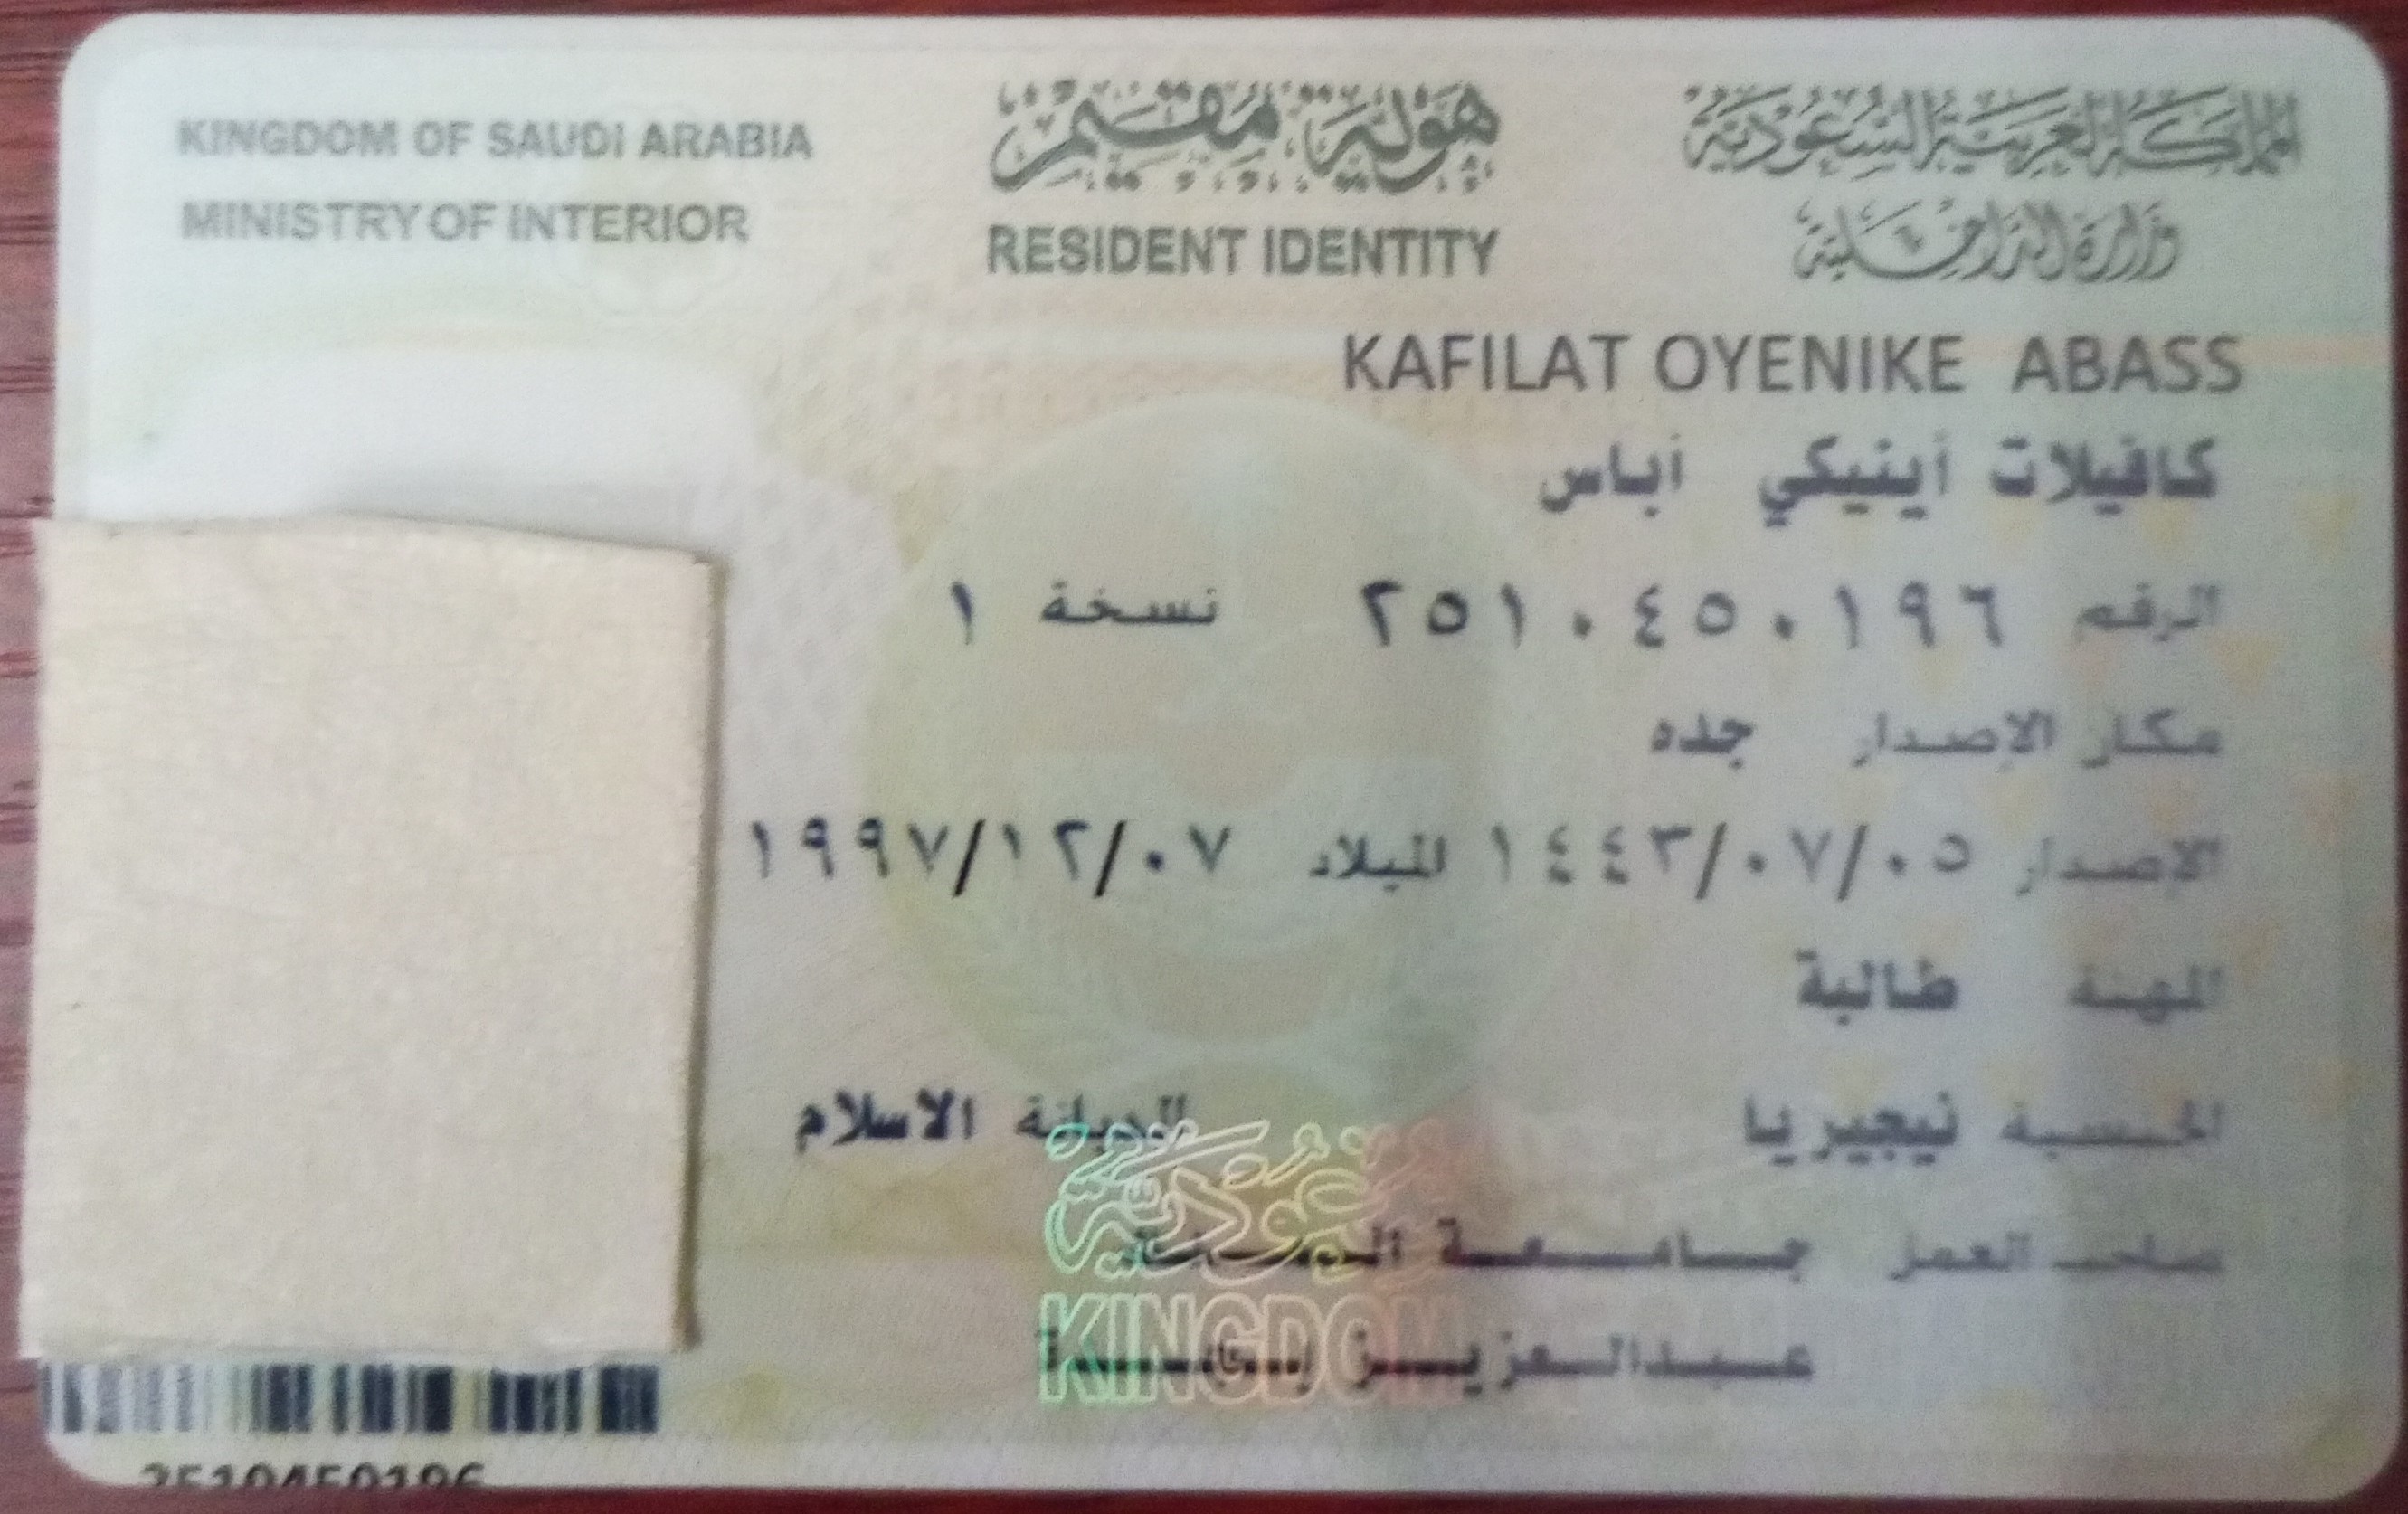 المملكة العربية السعودية
وزارة الداخلية
هوية مقيم
RESIDENT IDENTITY
KINGDOM OF SAUDI ARABIA
MINISTRY OF INTERIOR
KAFILAT OYENIKE ABASS
كافيلات أينيكي أباس
الرقم ٢٥١٠٤٥٠١٩٦ نسخة ١
مكان الإصدار جده
الإصدار ١٤٤٣/٠٧/٠٥ الميلاد ١٩٩٧/١٢/٠٧
المهنة طالبة
الجنسية نيجيريا الديانة الاسلام
صاحب العمل جامعة الملك
عبدالعزيز بجدة
سعودية
KINGDOM
2510450196